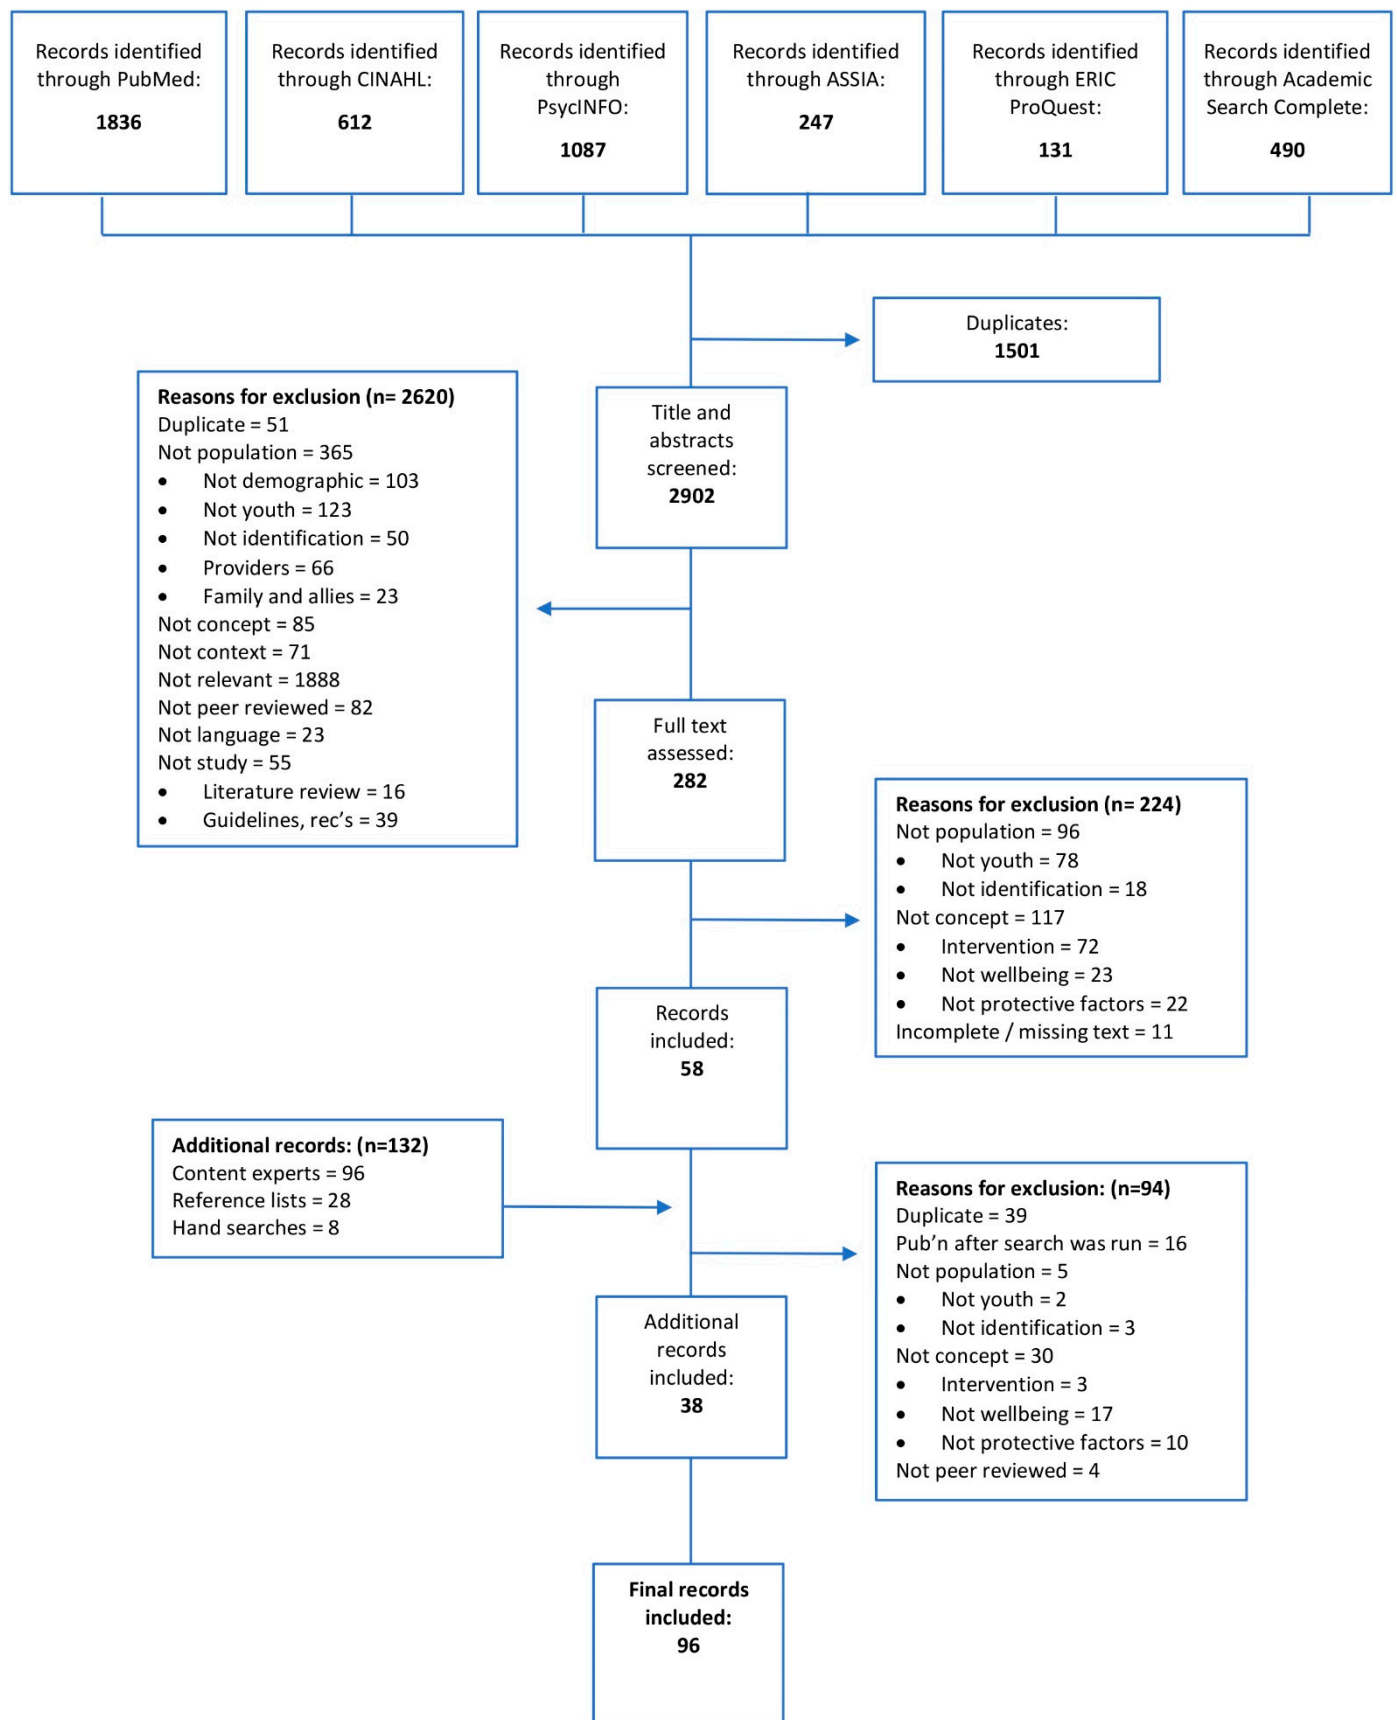 Records identified
through PubMed:
1836
Records identified
through CINAHL:
612
Records identified
through
PsycINFO:
1087
Records identified
through ASSIA:
247
Records identified
through ERIC
ProQuest:
131
Records identified
through Academic
Search Complete:
490
Duplicates:
1501
Title and
abstracts
screened:
2902
Reasons for exclusion (n= 2620)
Duplicate = 51
Not population = 365
• Not demographic = 103
• Not youth = 123
• Not identification = 50
• Providers = 66
• Family and allies = 23
Not concept = 85
Not context = 71
Not relevant = 1888
Not peer reviewed = 82
Not language = 23
Not study = 55
• Literature review = 16
• Guidelines, rec’s = 39
Full text
assessed:
282
Reasons for exclusion (n= 224)
Not population = 96
• Not youth = 78
• Not identification = 18
Not concept = 117
• Intervention = 72
• Not wellbeing = 23
• Not protective factors = 22
Incomplete / missing text = 11
Records
included:
58
Additional records: (n=132)
Content experts = 96
Reference lists = 28
Hand searches = 8
Reasons for exclusion: (n=94)
Duplicate = 39
Pub’n after search was run = 16
Not population = 5
• Not youth = 2
• Not identification = 3
Not concept = 30
• Intervention = 3
• Not wellbeing = 17
• Not protective factors = 10
Not peer reviewed = 4
Additional
records
included:
38
Final records
included:
96